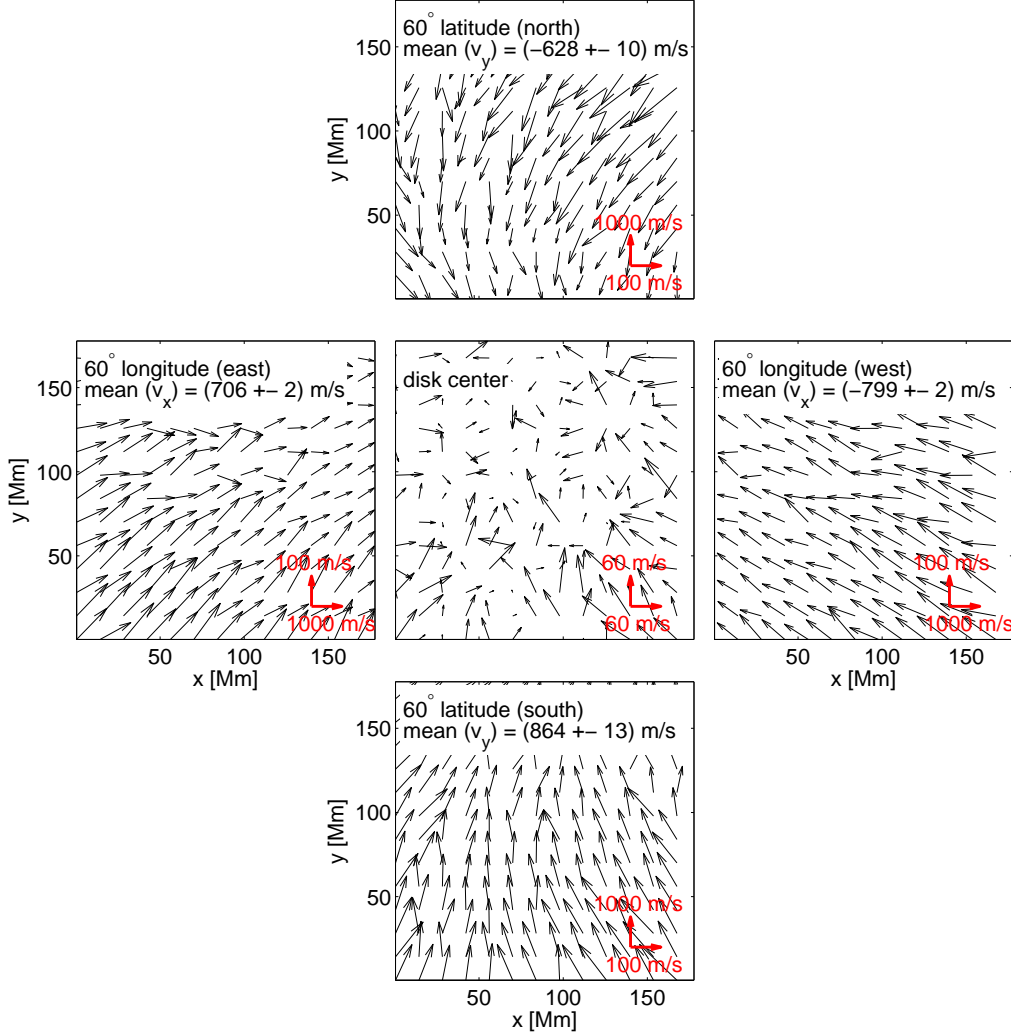 60° latitude (north)
mean (v_y) = (−628 +− 10) m/s
150
100
50
y [Mm]
1000 m/s
100 m/s
60° longitude (east)
mean (v_x) = (706 +− 2) m/s
150
100
50
y [Mm]
100 m/s
1000 m/s
50 100 150
x [Mm]
disk center
60 m/s
60 m/s
60° longitude (west)
mean (v_x) = (−799 +− 2) m/s
100 m/s
1000 m/s
50 100 150
x [Mm]
60° latitude (south)
mean (v_y) = (864 +− 13) m/s
150
100
50
y [Mm]
1000 m/s
100 m/s
50 100 150
x [Mm]